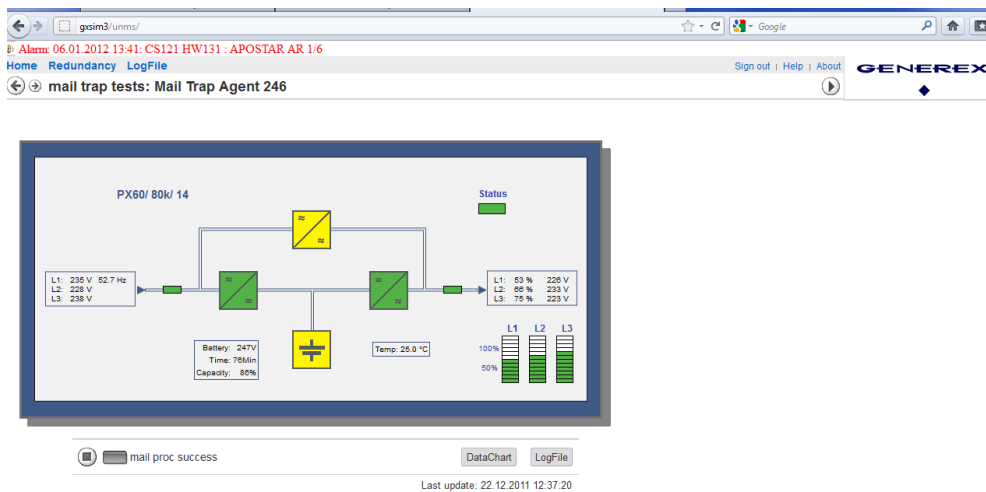 gxsim3/unms/
Google
Alarm: 06.01.2012 13:41: CS121 HW131 : APOSTAR AR 1/6
Home Redundancy LogFile
Sign out | Help | About
GENEREX
mail trap tests: Mail Trap Agent 246
PX60/ 80k/ 14
Status
L1: 235 V 52.7 Hz
L2: 228 V
L3: 238 V
L1: 53 % 226 V
L2: 66 % 233 V
L3: 75 % 223 V
Battery: 247V
Time: 76Min
Capacity: 86%
Temp: 25.0 °C
L1 L2 L3
100%
50%
mail proc success
DataChart
LogFile
Last update: 22.12.2011 12:37:20